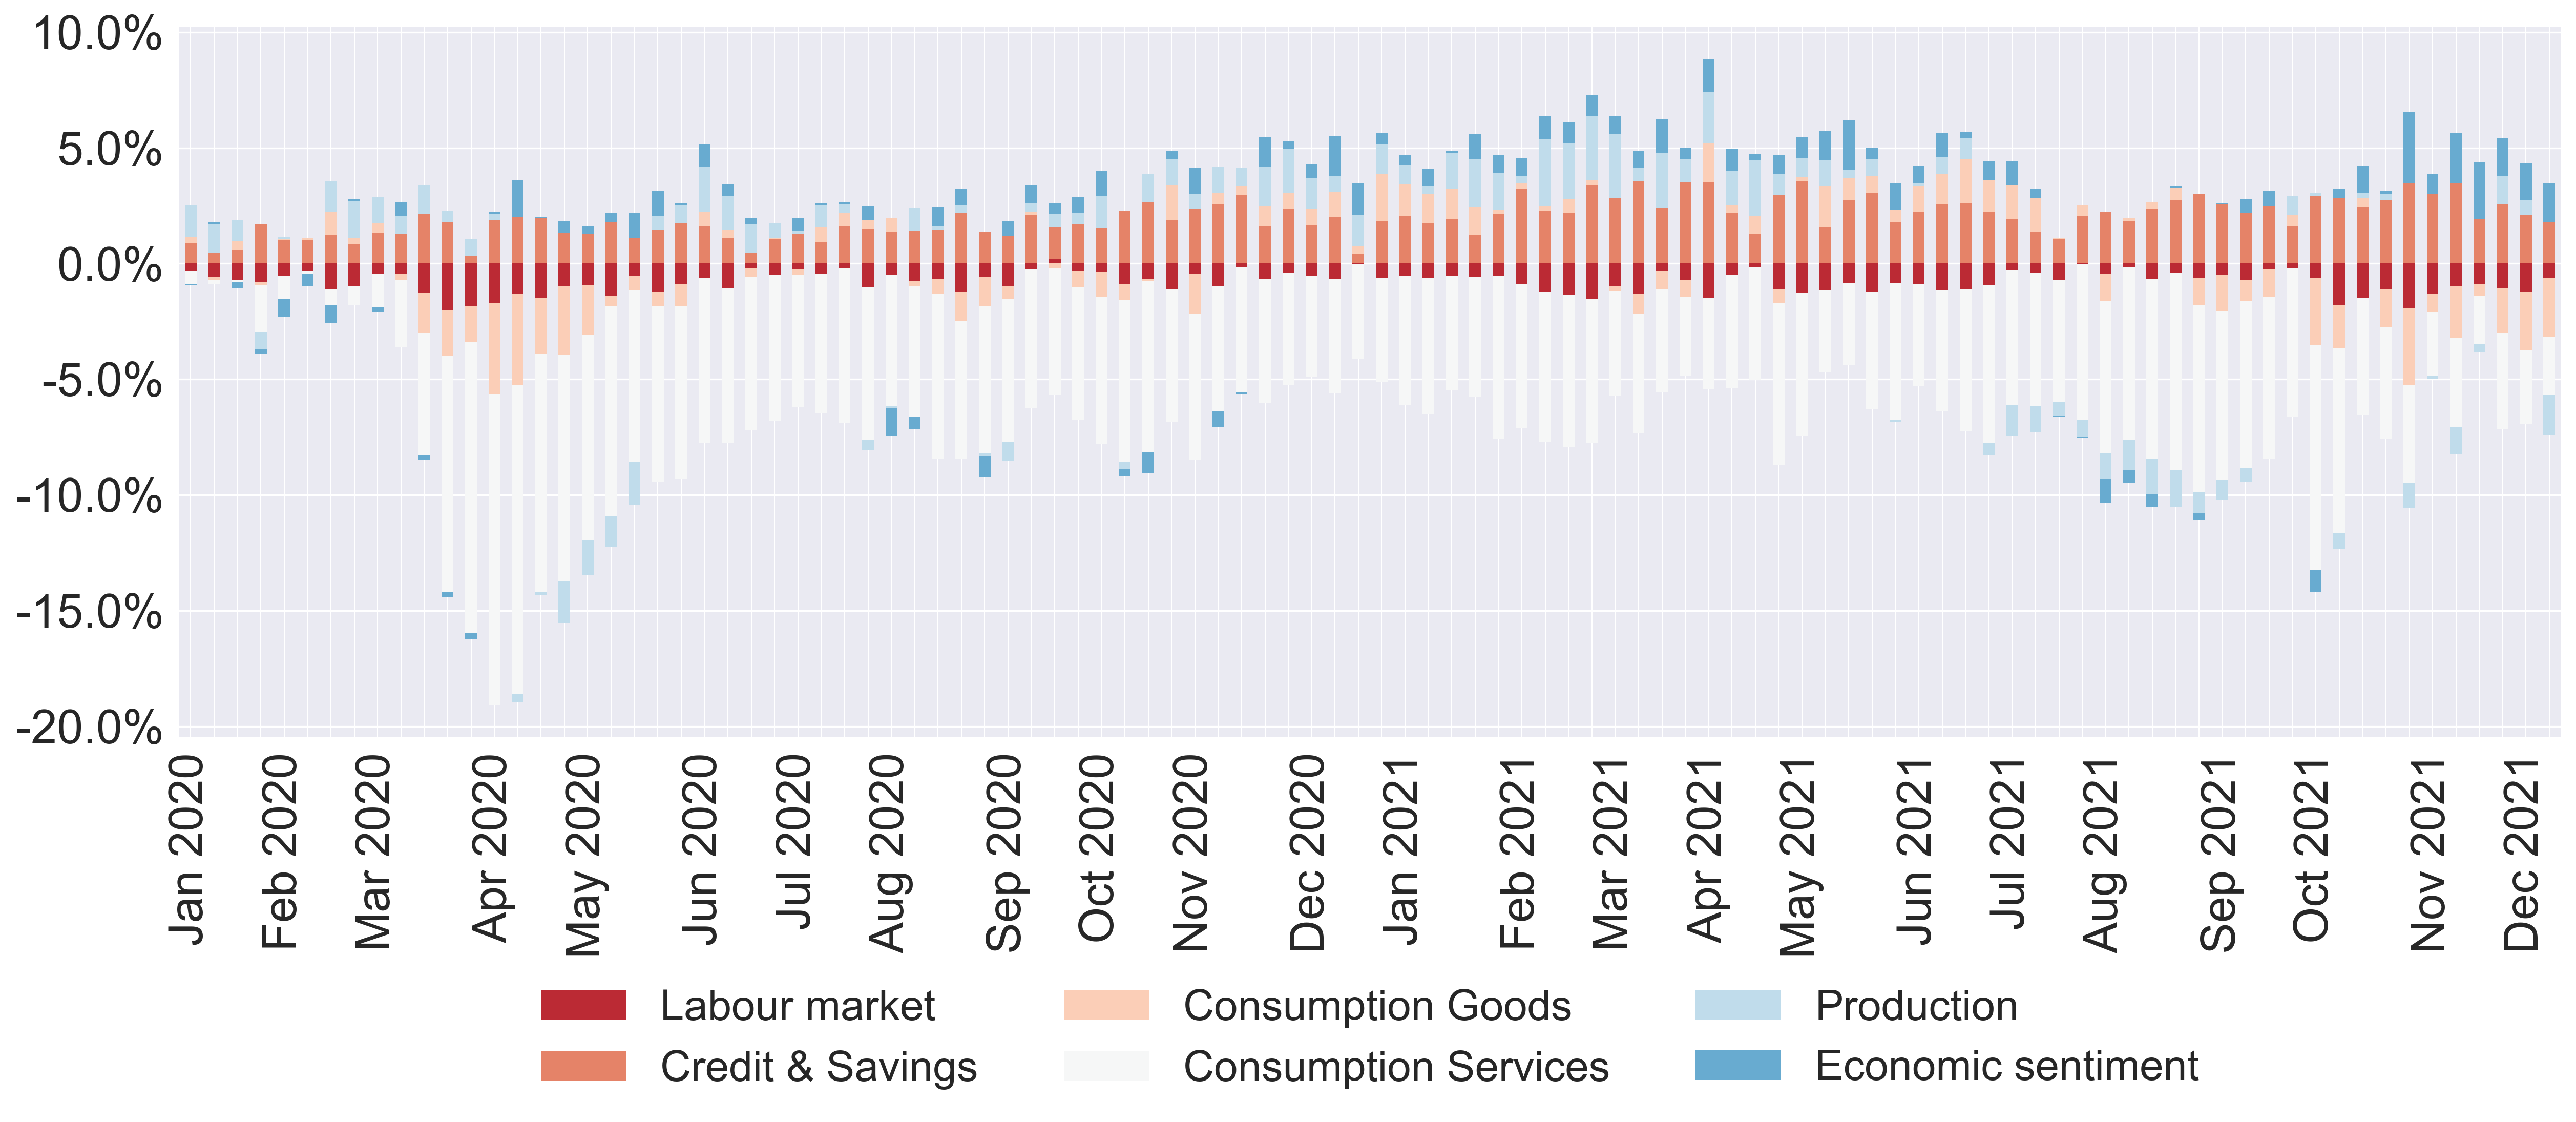 10.0%
5.0%
0.0%
-5.0%
-10.0%
-15.0%
-20.0%
Jan 2020
Feb 2020
Mar 2020
Apr 2020
May 2020
Jun 2020
Jul 2020
Aug 2020
Sep 2020
Oct 2020
Nov 2020
Dec 2020
Jan 2021
Feb 2021
Mar 2021
Apr 2021
May 2021
Jun 2021
Jul 2021
Aug 2021
Sep 2021
Oct 2021
Nov 2021
Dec 2021
Labour market
Consumption Goods
Production
Credit & Savings
Consumption Services
Economic sentiment